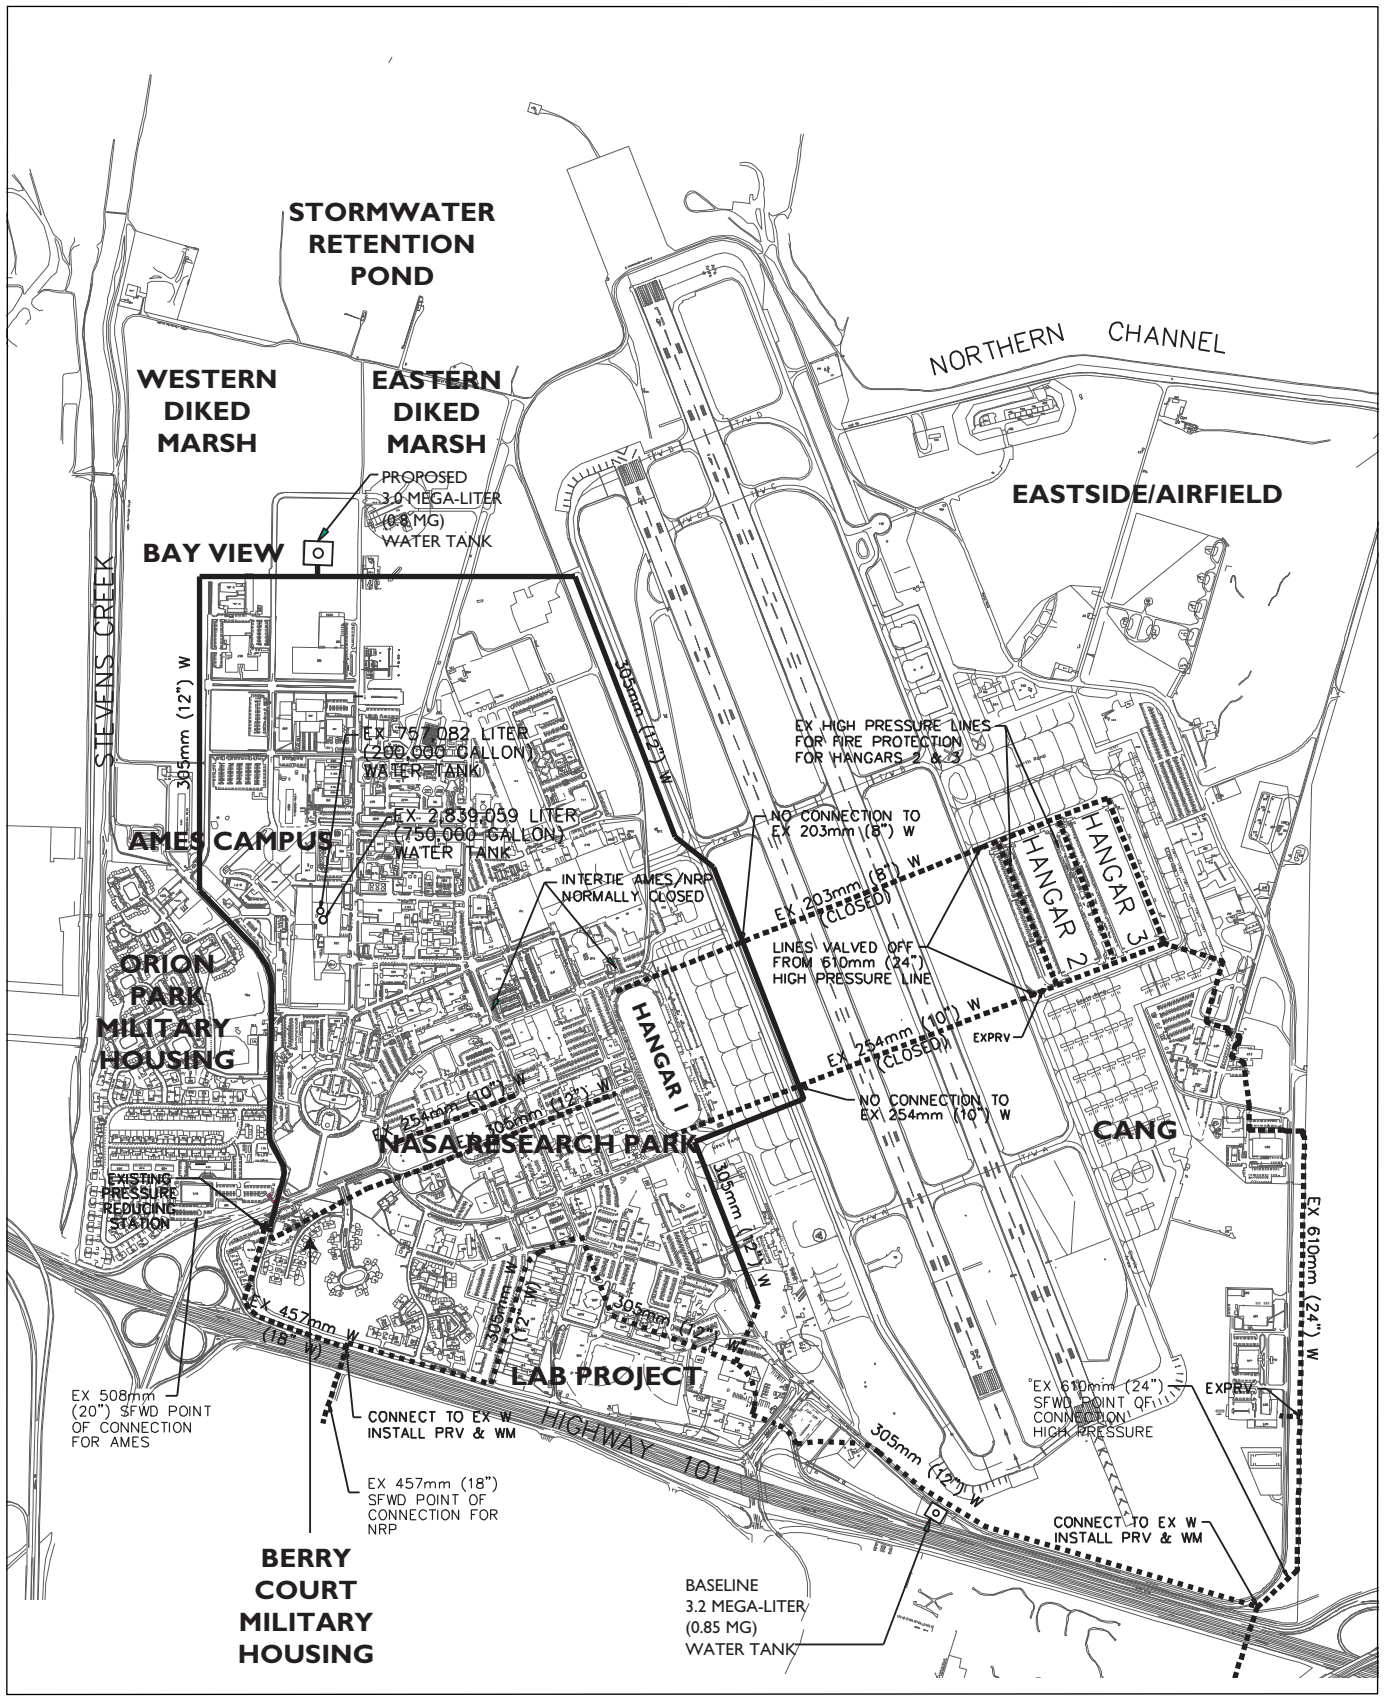 STORMWATER
RETENTION
POND
NORTHERN CHANNEL
WESTERN
DIKED
MARSH
EASTERN
DIKED
MARSH
PROPOSED
3.0 MEGA-LITER
(0.8 MG)
WATER TANK
EASTSIDE/AIRFIELD
BAY VIEW
STEVENS CREEK
305mm (12") W
305mm (12") W
EX 757,082 LITER
(200,000 GALLON)
WATER TANK
EX 2,839,059 LITER
(750,000 GALLON)
WATER TANK
EX HIGH PRESSURE LINES
FOR FIRE PROTECTION
FOR HANGARS 2 & 3
NO CONNECTION TO
EX 203mm (8") W
AMES CAMPUS
INTERTIE AMES/NRP
NORMALLY CLOSED
EX 203mm (8") W
(CLOSED)
HANGAR 2
HANGAR 3
LINES VALVED OFF
FROM 610mm (24")
HIGH PRESSURE LINE
ORION
PARK
MILITARY
HOUSING
HANGAR 1
EX 254mm (10") W
(CLOSED)
EXPRV
NO CONNECTION TO
EX 254mm (10") W
EX 254mm (10") W
305mm (12") W
NASA RESEARCH PARK
CANG
EXISTING
PRESSURE
REDUCING
STATION
305mm (12") W
EX 610mm (24") W
EX 457mm W
(18" W)
305mm W
(12" W)
305mm (12") W
LAB PROJECT
EX 508mm
(20") SFWD POINT
OF CONNECTION
FOR AMES
CONNECT TO EX W
INSTALL PRV & WM
HIGHWAY 101
EX 610mm (24")
SFWD POINT OF
CONNECTION
HIGH PRESSURE
EXPRV
305mm (12") W
EX 457mm (18")
SFWD POINT OF
CONNECTION FOR
NRP
CONNECT TO EX W
INSTALL PRV & WM
BERRY
COURT
MILITARY
HOUSING
BASELINE
3.2 MEGA-LITER
(0.85 MG)
WATER TANK